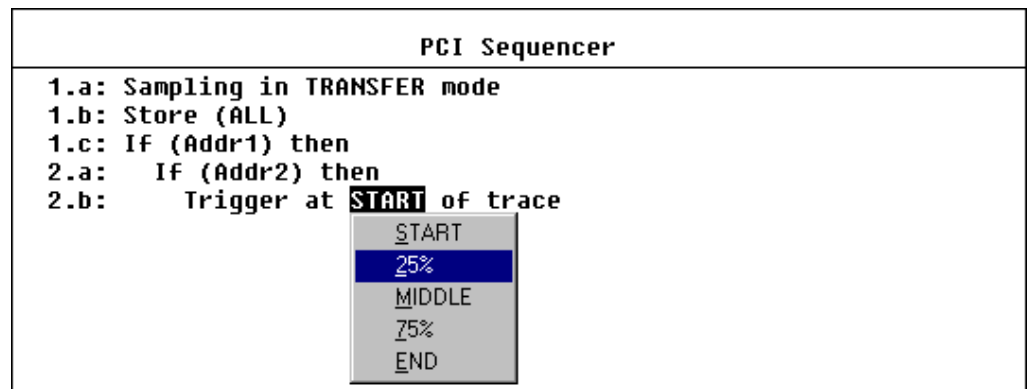 PCI Sequencer
1.a: Sampling in TRANSFER mode
1.b: Store (ALL)
1.c: If (Addr1) then
2.a: If (Addr2) then
2.b: Trigger at START of trace
START
25%
MIDDLE
75%
END